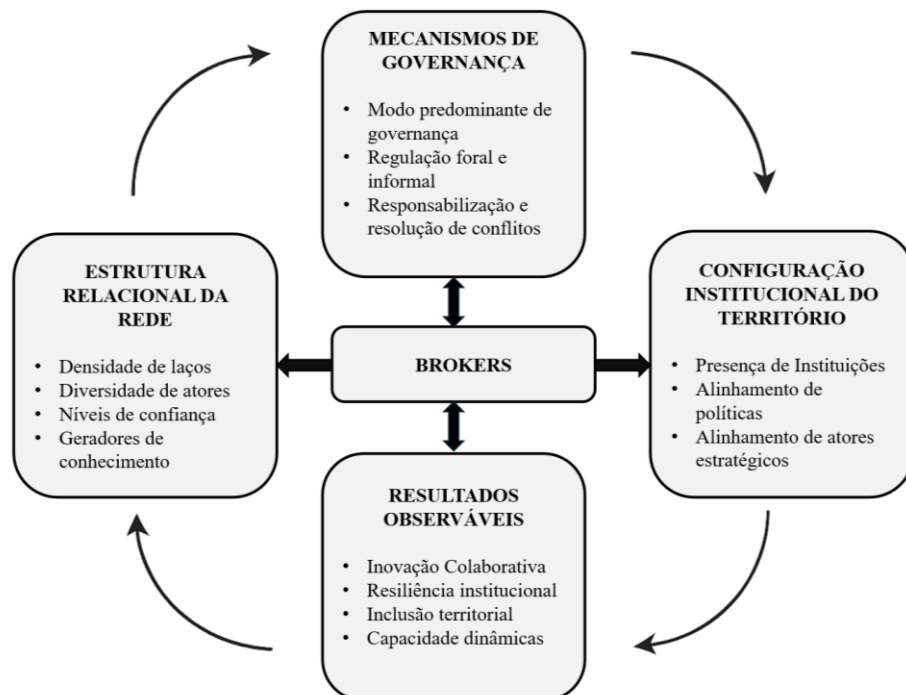 MECANISMOS DE
GOVERNANÇA
• Modo predominante de
governança
• Regulação foral e
informal
• Responsabilização e
resolução de conflitos
ESTRUTURA
RELACIONAL DA
REDE
• Densidade de laços
• Diversidade de atores
• Níveis de confiança
• Geradores de
conhecimento
BROKERS
CONFIGURAÇÃO
INSTITUCIONAL DO
TERRITÓRIO
• Presença de Instituições
• Alinhamento de
políticas
• Alinhamento de atores
estratégicos
RESULTADOS
OBSERVÁVEIS
• Inovação Colaborativa
• Resiliência institucional
• Inclusão territorial
• Capacidade dinâmicas